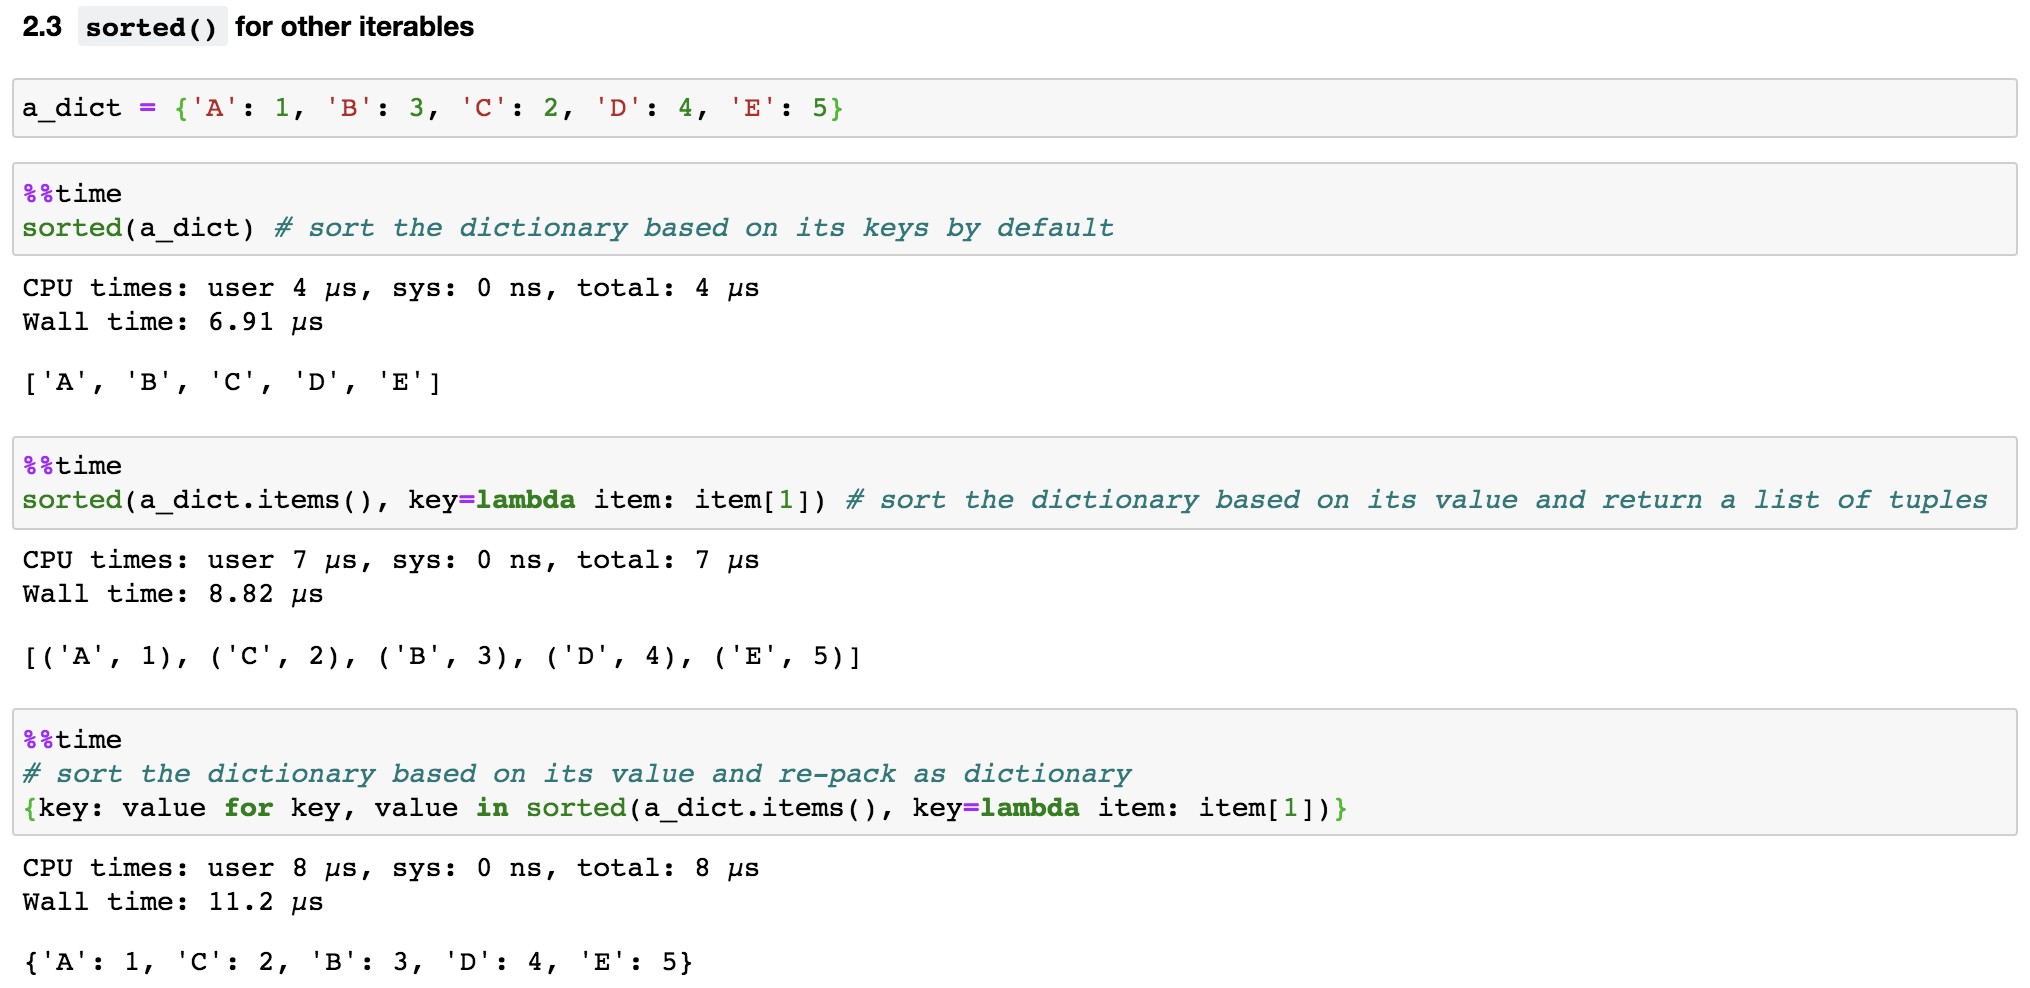 2.3 sorted() for other iterables
a_dict = {'A': 1, 'B': 3, 'C': 2, 'D': 4, 'E': 5}
%%time
sorted(a_dict) # sort the dictionary based on its keys by default
CPU times: user 4 µs, sys: 0 ns, total: 4 µs
Wall time: 6.91 µs
['A', 'B', 'C', 'D', 'E']
%%time
sorted(a_dict.items(), key=lambda item: item[1]) # sort the dictionary based on its value and return a list of tuples
CPU times: user 7 µs, sys: 0 ns, total: 7 µs
Wall time: 8.82 µs
[('A', 1), ('C', 2), ('B', 3), ('D', 4), ('E', 5)]
%%time
# sort the dictionary based on its value and re-pack as dictionary
{key: value for key, value in sorted(a_dict.items(), key=lambda item: item[1])}
CPU times: user 8 µs, sys: 0 ns, total: 8 µs
Wall time: 11.2 µs
{'A': 1, 'C': 2, 'B': 3, 'D': 4, 'E': 5}